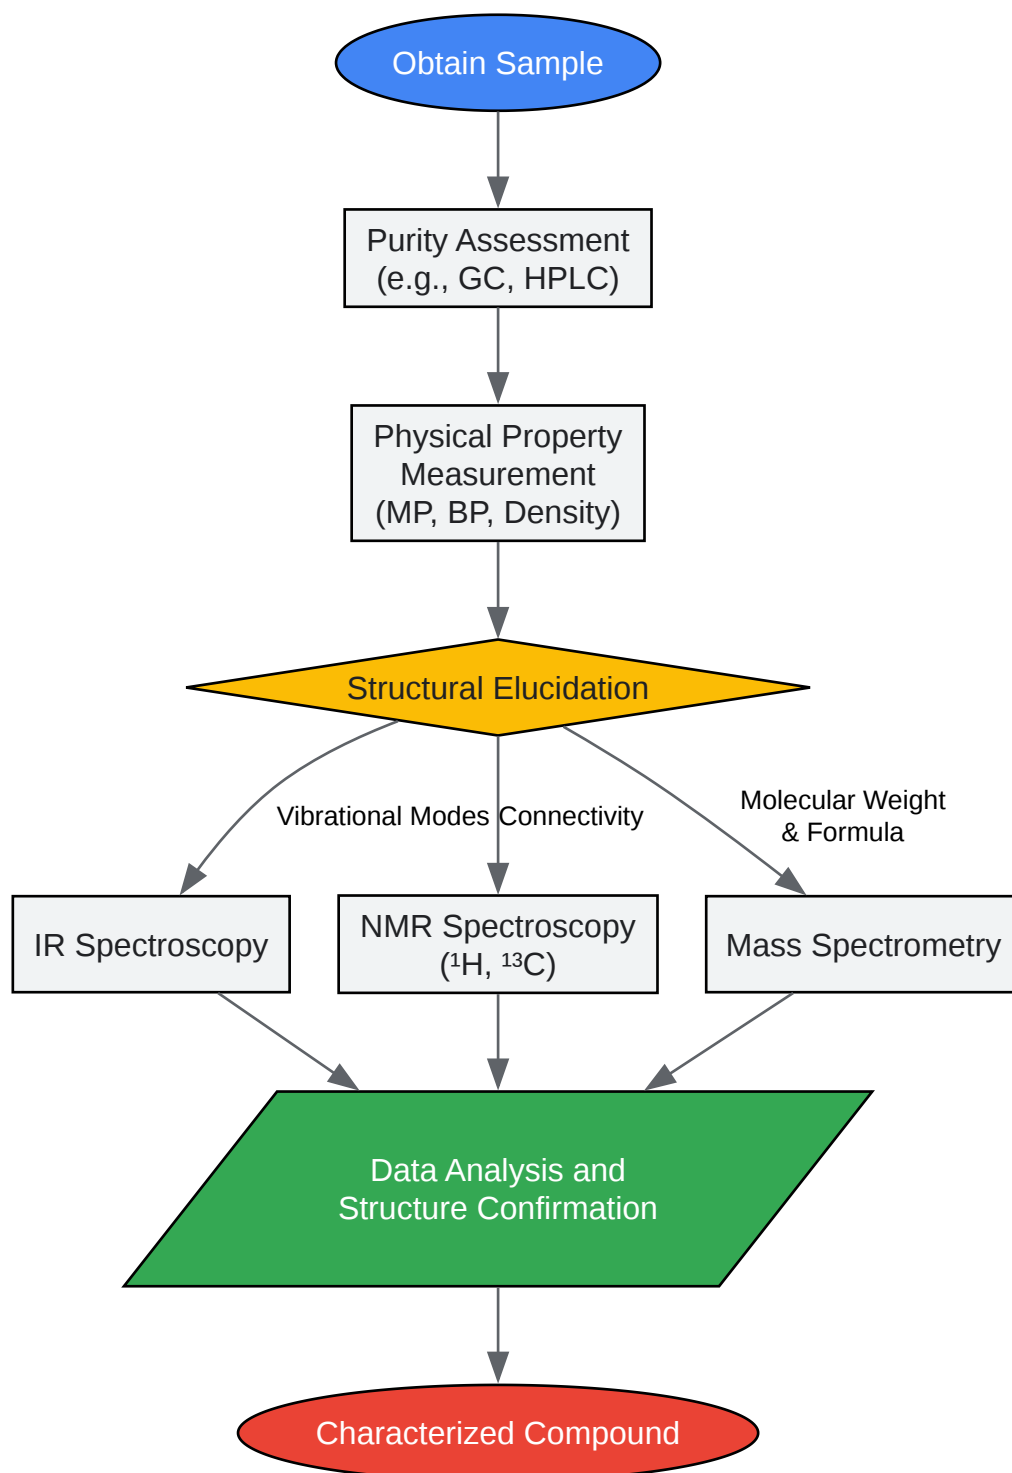 Obtain Sample
Purity Assessment
(e.g., GC, HPLC)
Physical Property
Measurement
(MP, BP, Density)
Structural Elucidation
Vibrational Modes
Connectivity
Molecular Weight
& Formula
IR Spectroscopy
NMR Spectroscopy
(¹H, ¹³C)
Mass Spectrometry
Data Analysis and
Structure Confirmation
Characterized Compound